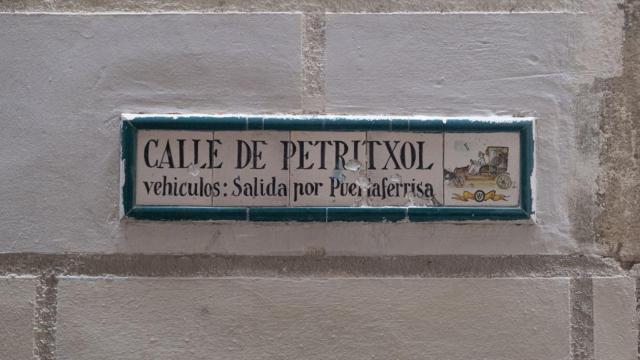 CALLE DE PETRITXOL
vehiculos: Salida por Puertaferrisa